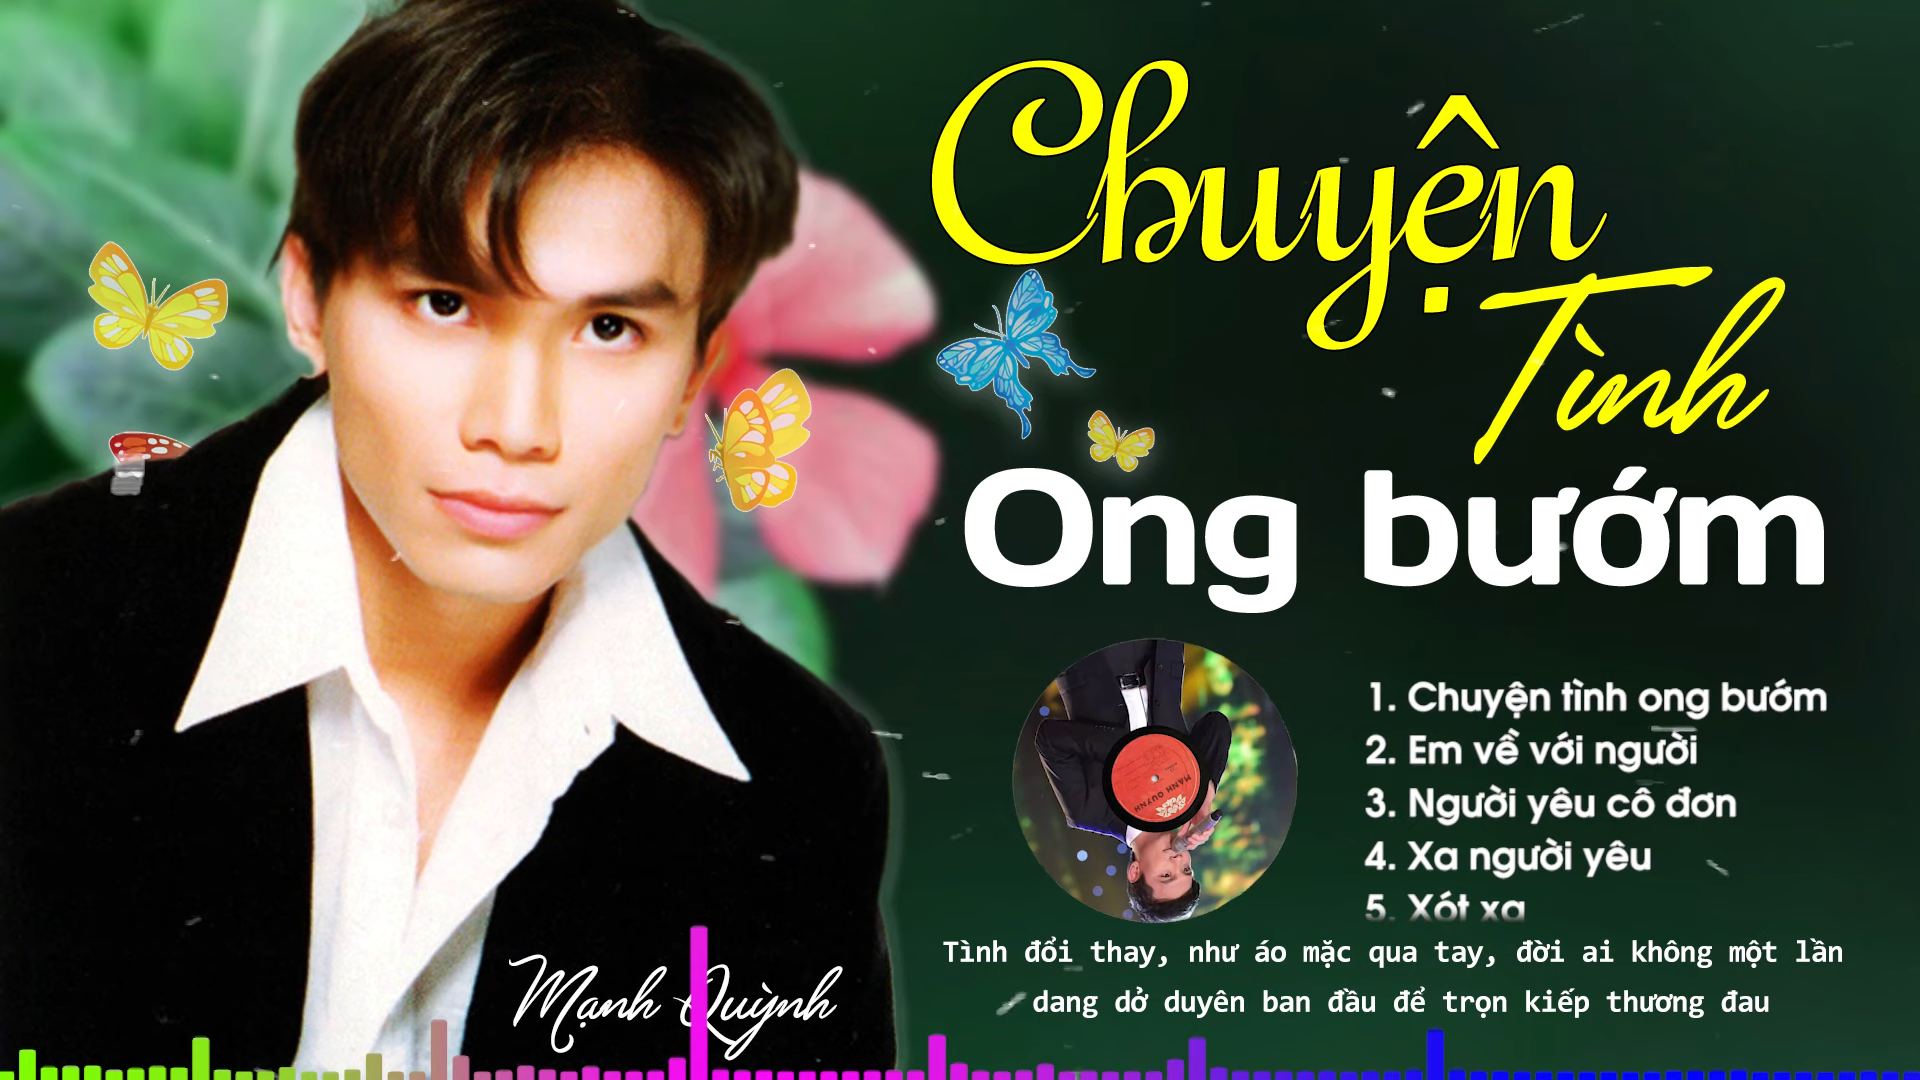 Chuyện
Tình
Ong bướm
MẠNH QUỲNH
1. Chuyện tình ong bướm
2. Em về với người
3. Người yêu cô đơn
4. Xa người yêu
5. Xót xa
Tình đổi thay, như áo mặc qua tay, đời ai không một lần
dang dở duyên ban đầu để trọn kiếp thương đau
Mạnh Quỳnh